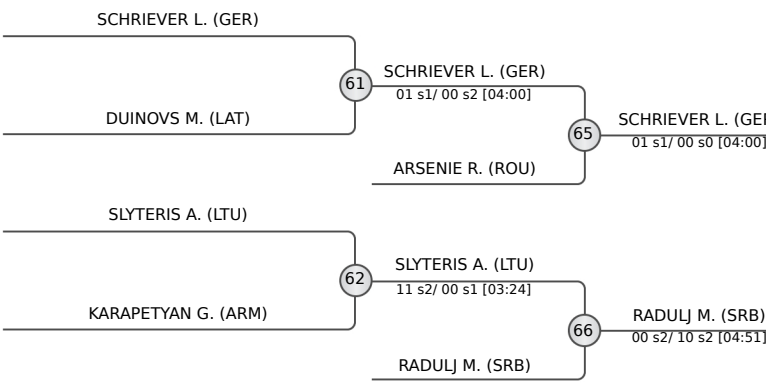 SCHRIEVER L. (GER)
61
SCHRIEVER L. (GER)
01 s1/ 00 s2 [04:00]
DUINOVS M. (LAT)
65
SCHRIEVER L. (GER
01 s1/ 00 s0 [04:00]
ARSENIE R. (ROU)
SLYTERIS A. (LTU)
62
SLYTERIS A. (LTU)
11 s2/ 00 s1 [03:24]
KARAPETYAN G. (ARM)
66
RADULJ M. (SRB)
00 s2/ 10 s2 [04:51]
RADULJ M. (SRB)